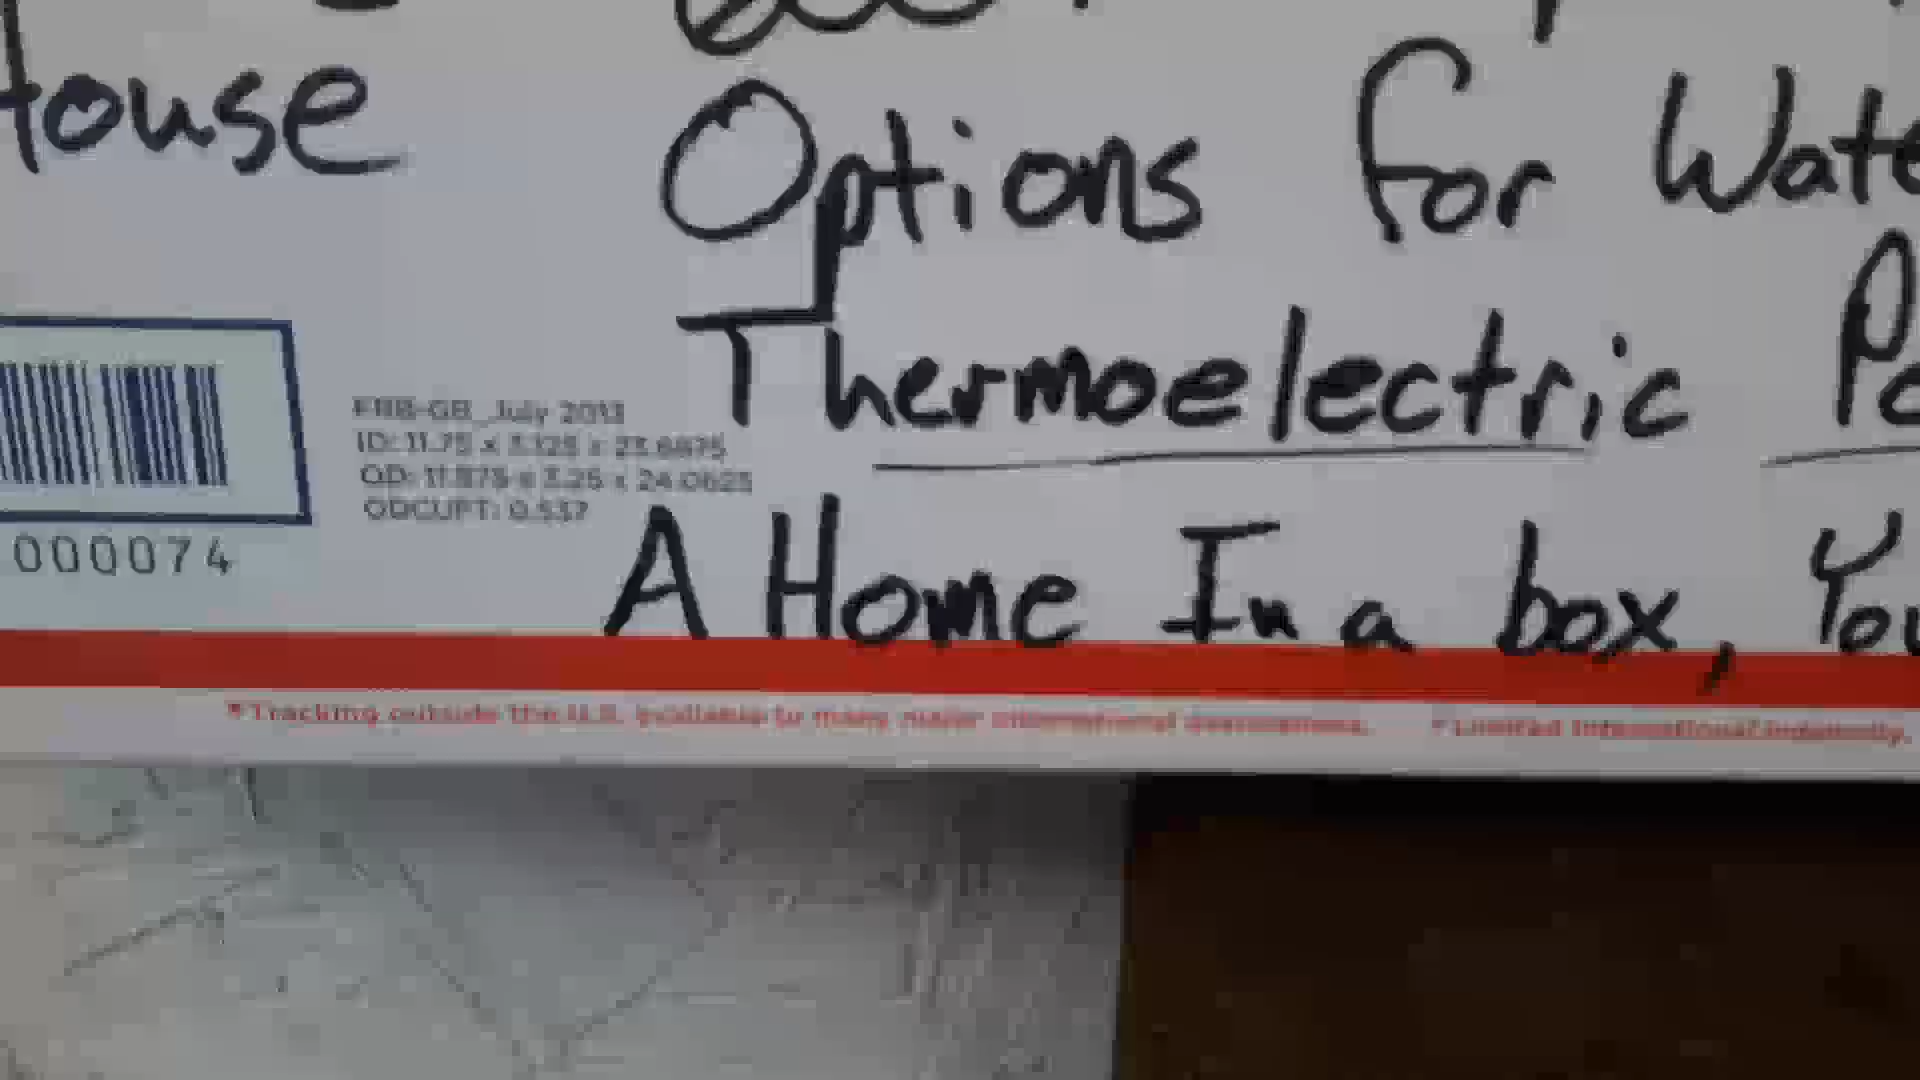 House
Options for Wate
Thermoelectric Po
FRB-GB_July 2013
ID: 11.75 x 3.125 x 23.6875
OD: 11.875 x 3.25 x 24.0625
ODCUFT: 0.537
000074
A Home In a box, You
*Tracking outside the U.S. available to many major international destinations. *Limited international indemnity.